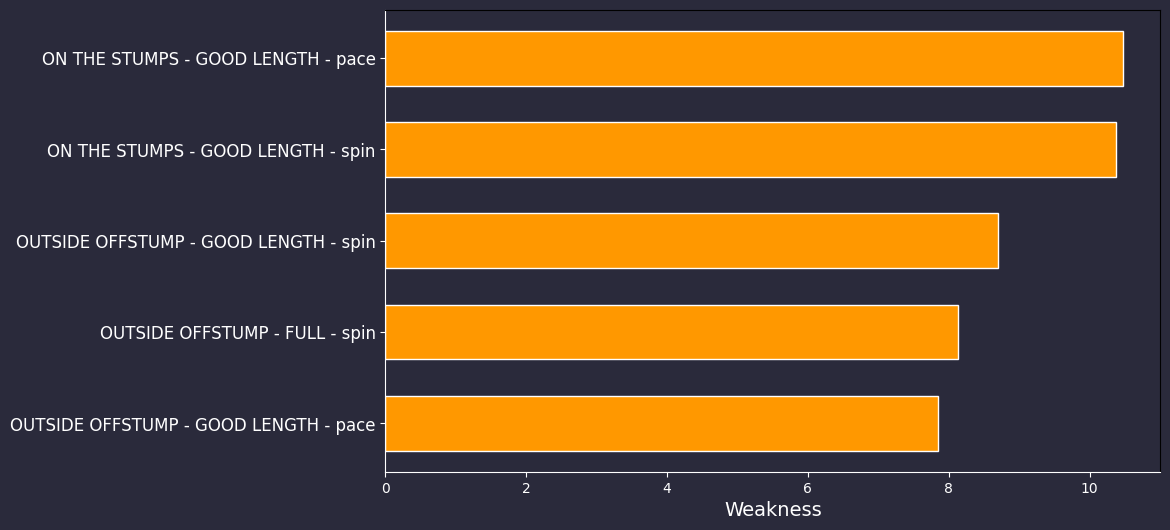 ON THE STUMPS - GOOD LENGTH - pace
ON THE STUMPS - GOOD LENGTH - spin
OUTSIDE OFFSTUMP - GOOD LENGTH - spin
OUTSIDE OFFSTUMP - FULL - spin
OUTSIDE OFFSTUMP - GOOD LENGTH - pace
0 2 4 6 8 10
Weakness